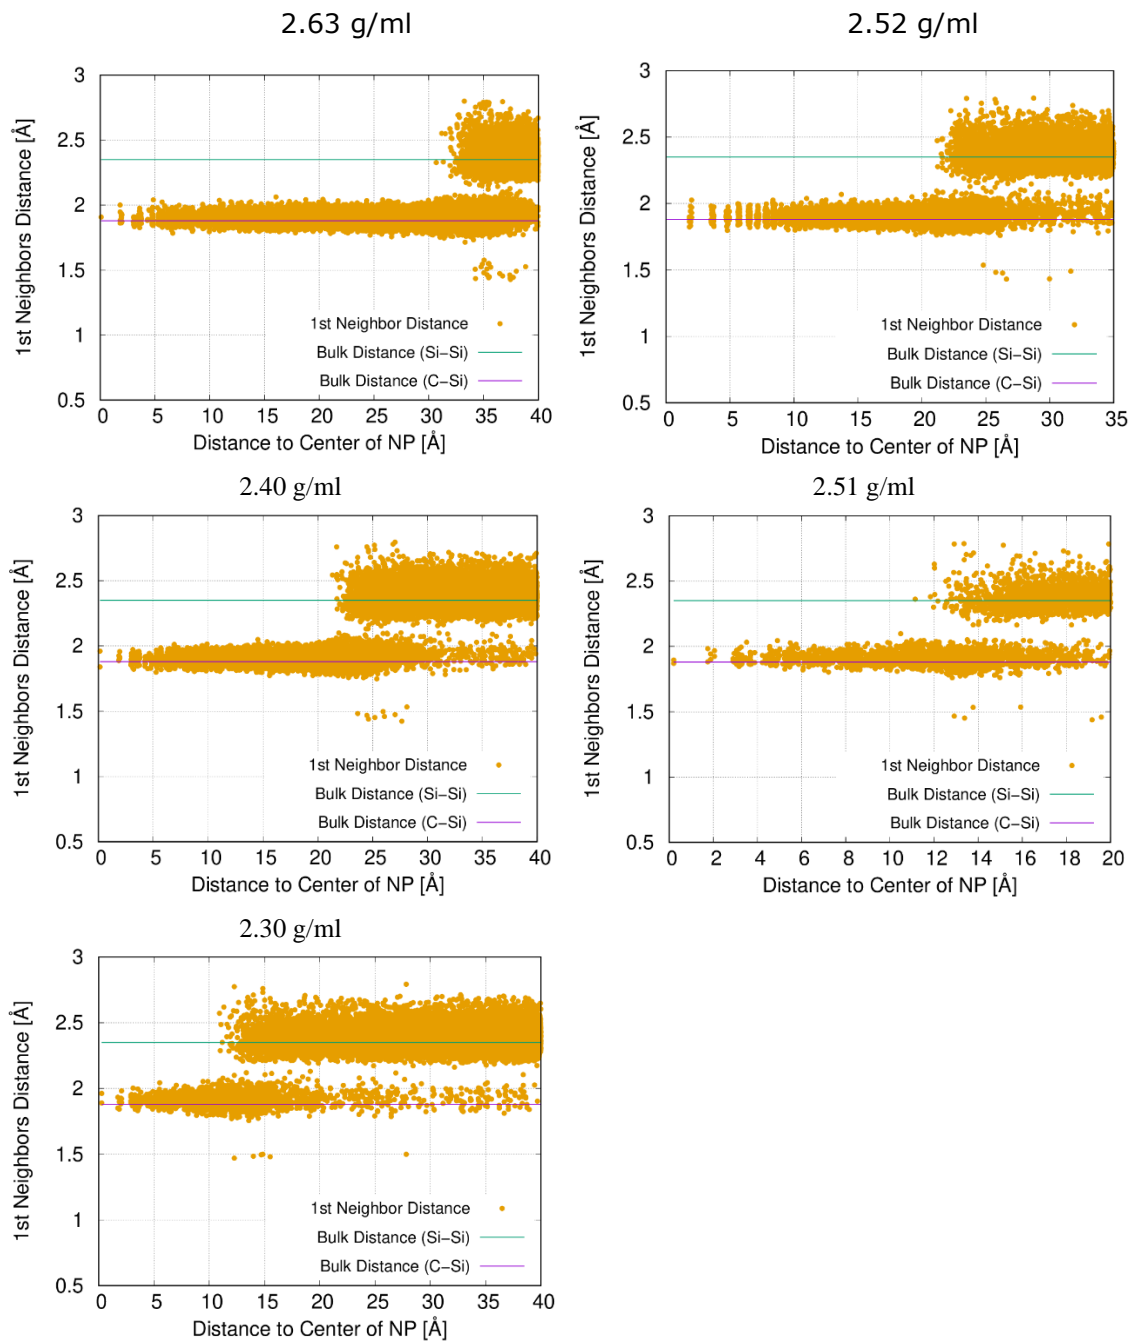 2.63 g/ml
3
2.5
2
1.5
1
0.5
1st Neighbors Distance [Å]
1st Neighbor Distance
Bulk Distance (Si-Si)
Bulk Distance (C-Si)
0 5 10 15 20 25 30 35 40
Distance to Center of NP [Å]
2.52 g/ml
3
2.5
2
1.5
1
0.5
1st Neighbors Distance [Å]
1st Neighbor Distance
Bulk Distance (Si-Si)
Bulk Distance (C-Si)
0 5 10 15 20 25 30 35
Distance to Center of NP [Å]
2.40 g/ml
3
2.5
2
1.5
1
0.5
1st Neighbors Distance [Å]
1st Neighbor Distance
Bulk Distance (Si-Si)
Bulk Distance (C-Si)
0 5 10 15 20 25 30 35 40
Distance to Center of NP [Å]
2.51 g/ml
3
2.5
2
1.5
1
0.5
1st Neighbors Distance [Å]
1st Neighbor Distance
Bulk Distance (Si-Si)
Bulk Distance (C-Si)
0 2 4 6 8 10 12 14 16 18 20
Distance to Center of NP [Å]
2.30 g/ml
3
2.5
2
1.5
1
0.5
1st Neighbors Distance [Å]
1st Neighbor Distance
Bulk Distance (Si-Si)
Bulk Distance (C-Si)
0 5 10 15 20 25 30 35 40
Distance to Center of NP [Å]